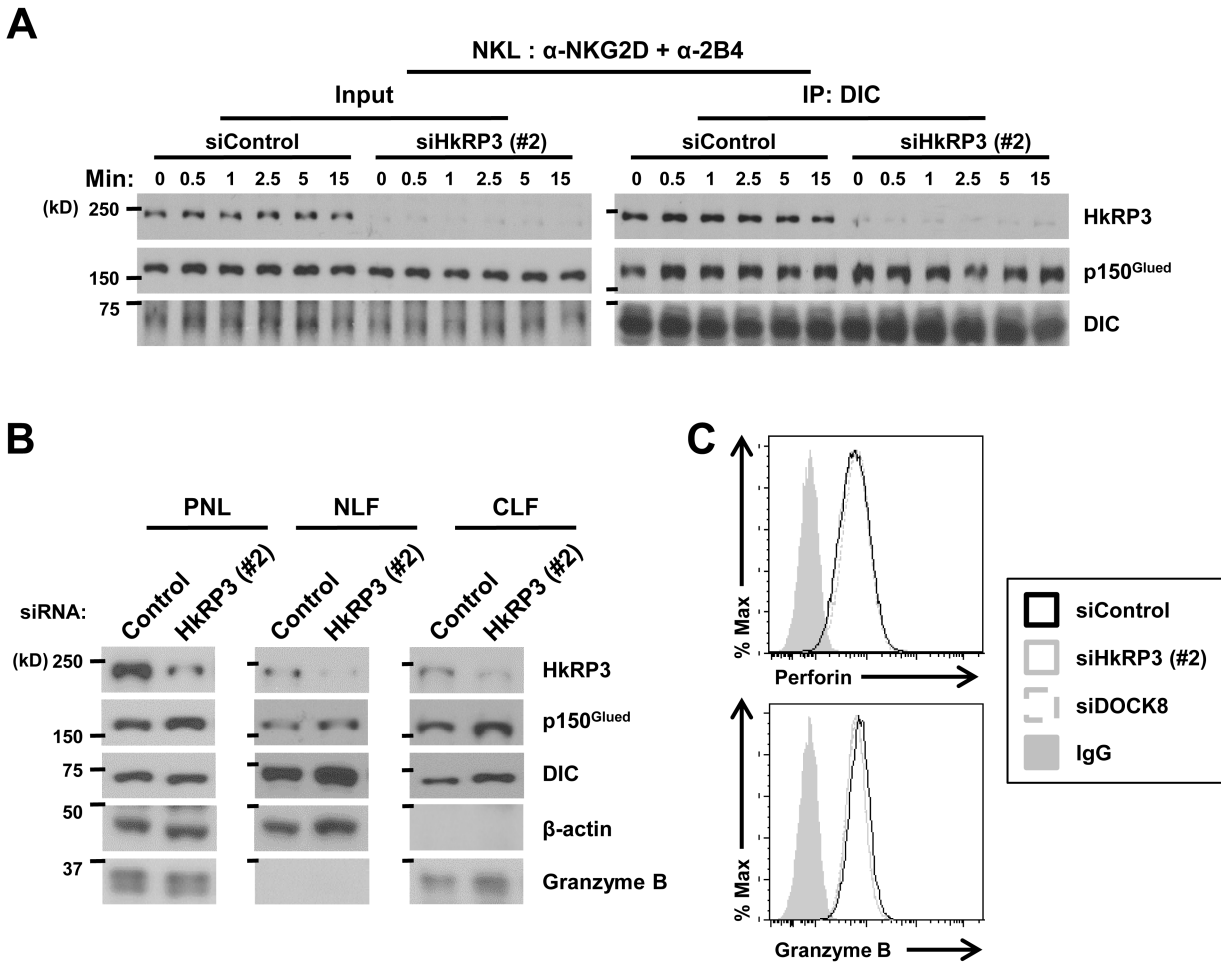 A
NKL : α-NKG2D + α-2B4
Input
IP: DIC
siControl
siHkRP3 (#2)
siControl
siHkRP3 (#2)
Min: 0 0.5 1 2.5 5 15 0 0.5 1 2.5 5 15 0 0.5 1 2.5 5 15 0 0.5 1 2.5 5 15
(kD) 250
HkRP3
150
p150Glued
75
DIC
B
PNL
NLF
CLF
siRNA:
Control
HkRP3 (#2)
Control
HkRP3 (#2)
Control
HkRP3 (#2)
(kD) 250
HkRP3
150
p150Glued
75
DIC
50
β-actin
37
Granzyme B
C
% Max
Perforin
% Max
Granzyme B
siControl
siHkRP3 (#2)
siDOCK8
IgG